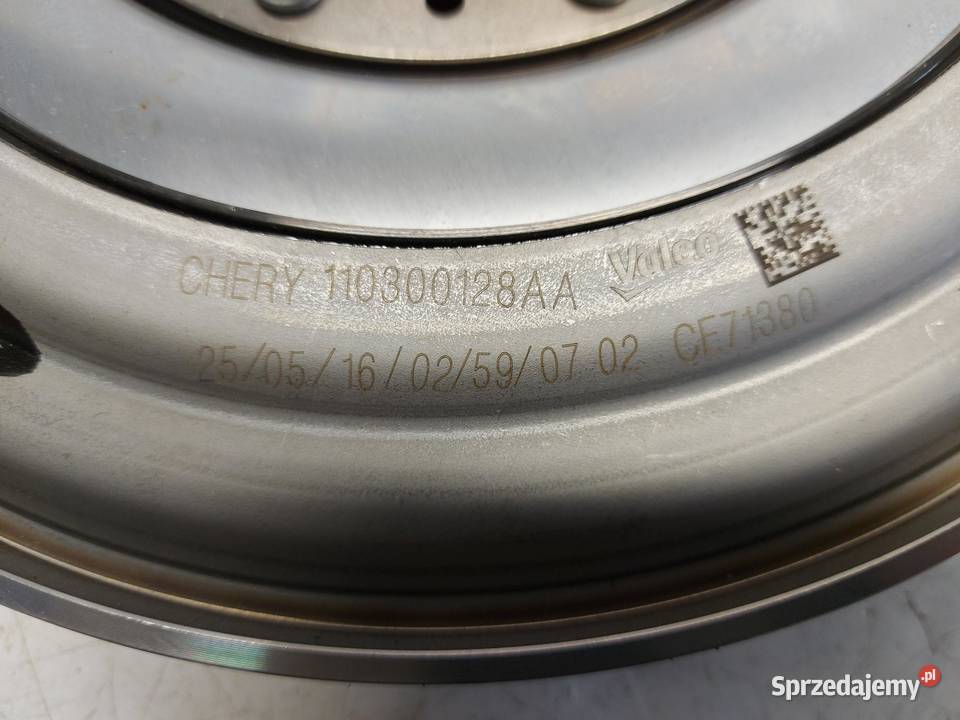 CHERY 110300128AA Valeo
25/05/16/02/59/07 02 CE71380
Sprzedajemy.pl